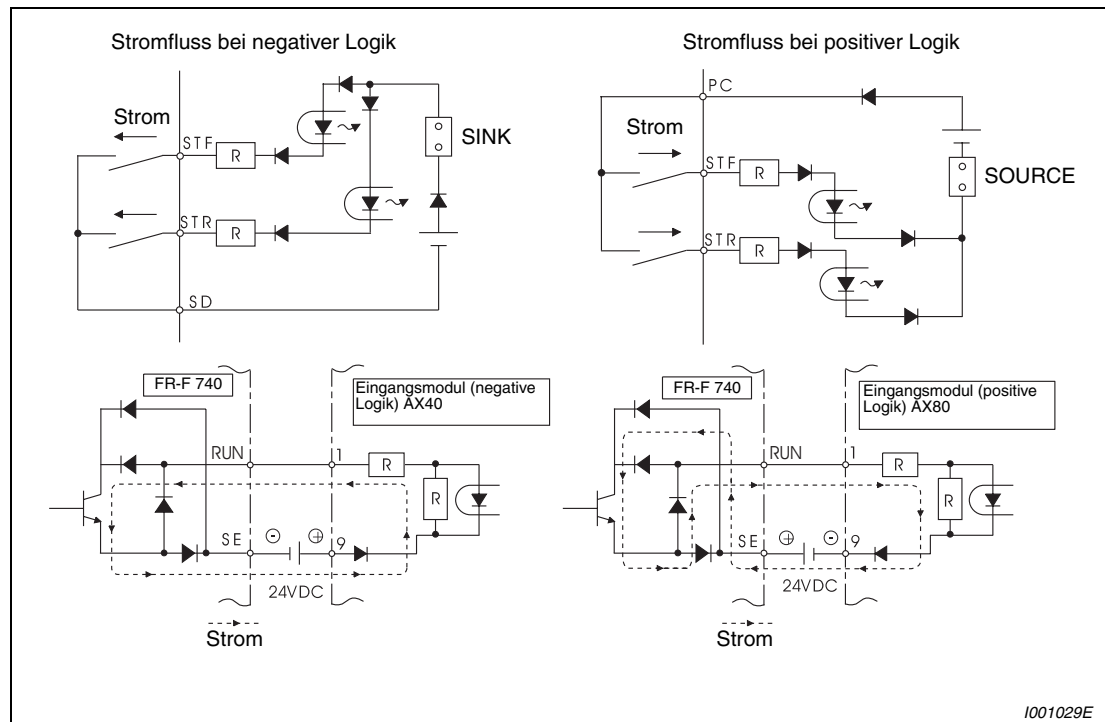 Stromfluss bei negativer Logik
Strom
STF
R
SINK
STR
R
SD
Stromfluss bei positiver Logik
PC
Strom
STF
R
SOURCE
STR
R
FR-F 740
Eingangsmodul (negative
Logik) AX40
RUN
1
R
R
SE
9
24VDC
Strom
FR-F 740
Eingangsmodul (positive
Logik) AX80
RUN
1
R
R
SE
9
24VDC
Strom
I001029E